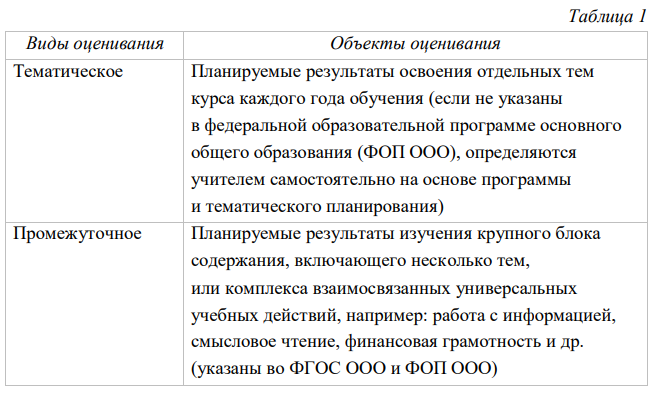 Таблица 1
Виды оценивания Объекты оценивания
Тематическое Планируемые результаты освоения отдельных тем
курса каждого года обучения (если не указаны
в федеральной образовательной программе основного
общего образования (ФОП ООО), определяются
учителем самостоятельно на основе программы
и тематического планирования)
Промежуточное Планируемые результаты изучения крупного блока
содержания, включающего несколько тем,
или комплекса взаимосвязанных универсальных
учебных действий, например: работа с информацией,
смысловое чтение, финансовая грамотность и др.
(указаны во ФГОС ООО и ФОП ООО)